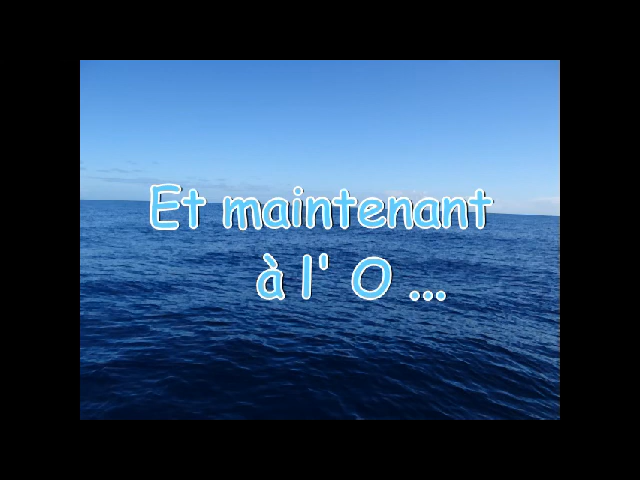 Et maintenant
à l' O ...